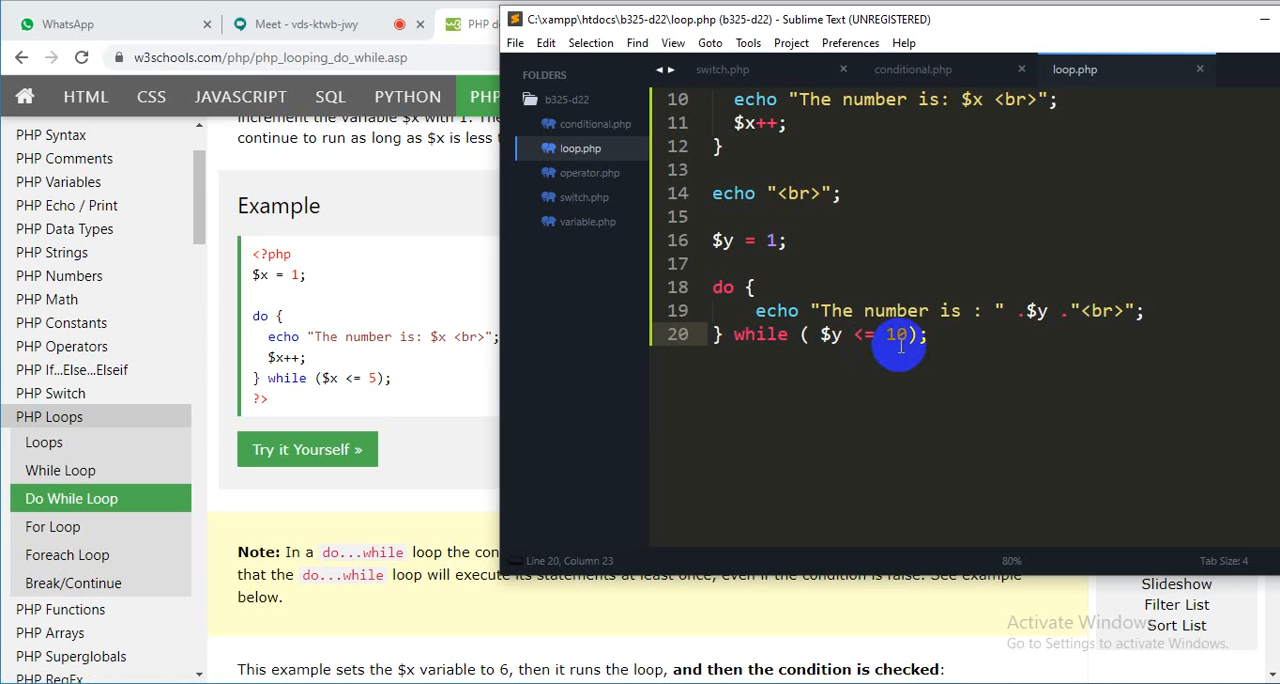 WhatsApp
Meet - vds-ktwb-jwy
PHP d
w3schools.com/php/php_looping_do_while.asp
HTML CSS JAVASCRIPT SQL PYTHON PHP
PHP Syntax
PHP Comments
PHP Variables
PHP Echo / Print
PHP Data Types
PHP Strings
PHP Numbers
PHP Math
PHP Constants
PHP Operators
PHP If...Else...Elseif
PHP Switch
PHP Loops
Loops
While Loop
Do While Loop
For Loop
Foreach Loop
Break/Continue
PHP Functions
PHP Arrays
PHP Superglobals
PHP RegEx
increment the variable $x with 1. The
continue to run as long as $x is less t
Example
<?php
$x = 1;
do {
echo "The number is: $x <br>";
$x++;
} while ($x <= 5);
?>
Try it Yourself »
Note: In a do...while loop the con
that the do...while loop will execute its statements at least once, even if the condition is false. See example
below.
This example sets the $x variable to 6, then it runs the loop, and then the condition is checked:
C:\xampp\htdocs\b325-d22\loop.php (b325-d22) - Sublime Text (UNREGISTERED)
File Edit Selection Find View Goto Tools Project Preferences Help
FOLDERS
b325-d22
conditional.php
loop.php
operator.php
switch.php
variable.php
switch.php conditional.php loop.php
10 echo "The number is: $x <br>";
11 $x++;
12 }
13
14 echo "<br>";
15
16 $y = 1;
17
18 do {
19 echo "The number is : " .$y ."<br>";
20 } while ( $y <= 10);
Line 20, Column 23 80% Tab Size: 4
Slideshow
Filter List
Sort List
Activate Windows
Go to Settings to activate Windows.